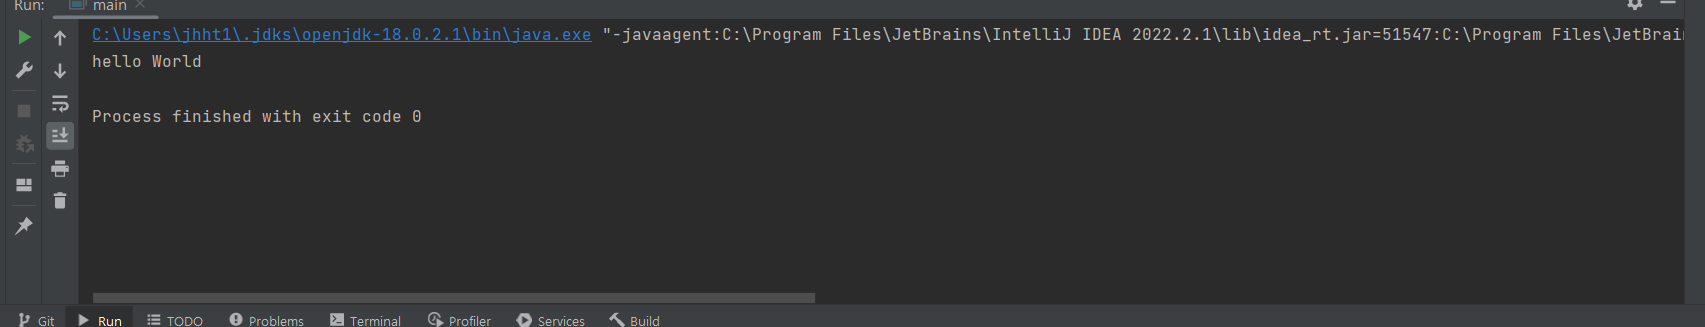 Run: main
C:\Users\jhht1\.jdks\openjdk-18.0.2.1\bin\java.exe "-javaagent:C:\Program Files\JetBrains\IntelliJ IDEA 2022.2.1\lib\idea_rt.jar=51547:C:\Program Files\JetBrai
hello World
Process finished with exit code 0
Git Run TODO Problems Terminal Profiler Services Build